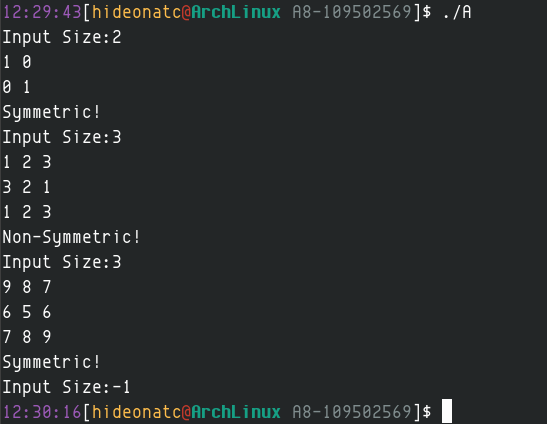 12:29:43[hideonatc@ArchLinux A8-109502569]$ ./A
Input Size:2
1 0
0 1
Symmetric!
Input Size:3
1 2 3
3 2 1
1 2 3
Non-Symmetric!
Input Size:3
9 8 7
6 5 6
7 8 9
Symmetric!
Input Size:-1
12:30:16[hideonatc@ArchLinux A8-109502569]$